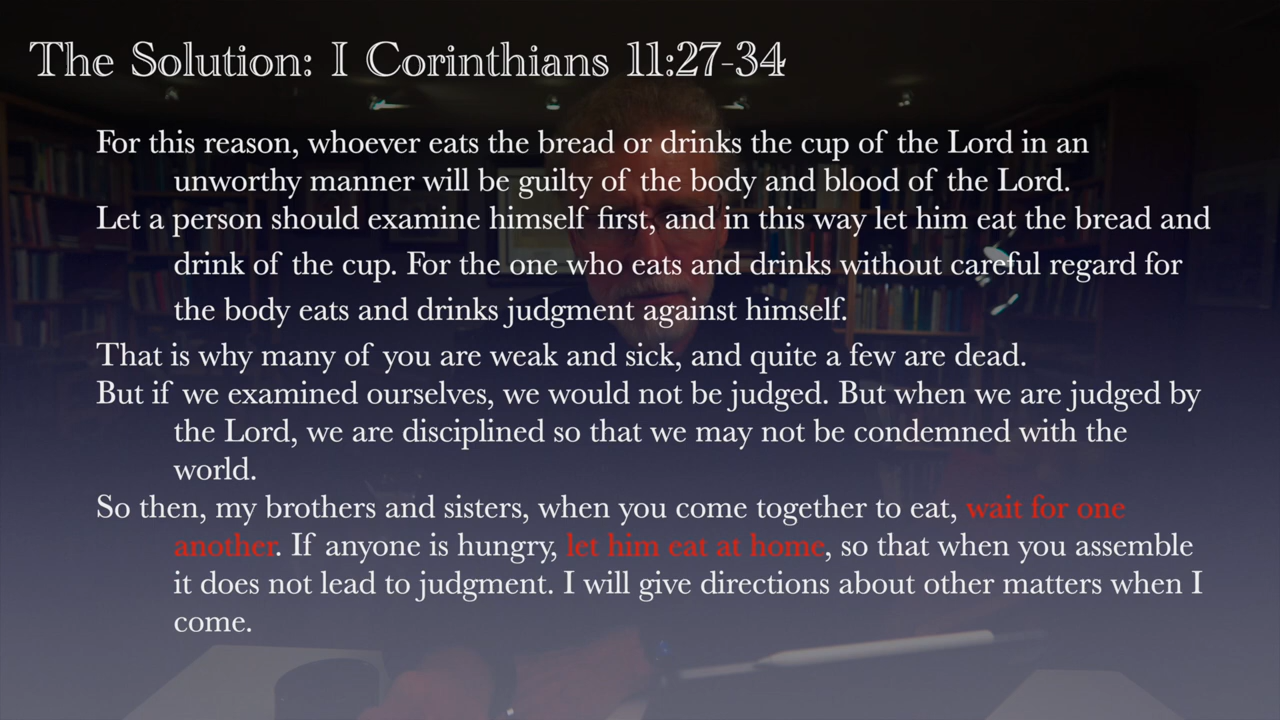 The Solution: I Corinthians 11:27-34
For this reason, whoever eats the bread or drinks the cup of the Lord in an
unworthy manner will be guilty of the body and blood of the Lord.
Let a person should examine himself first, and in this way let him eat the bread and
drink of the cup. For the one who eats and drinks without careful regard for
the body eats and drinks judgment against himself.
That is why many of you are weak and sick, and quite a few are dead.
But if we examined ourselves, we would not be judged. But when we are judged by
the Lord, we are disciplined so that we may not be condemned with the
world.
So then, my brothers and sisters, when you come together to eat, wait for one
another. If anyone is hungry, let him eat at home, so that when you assemble
it does not lead to judgment. I will give directions about other matters when I
come.